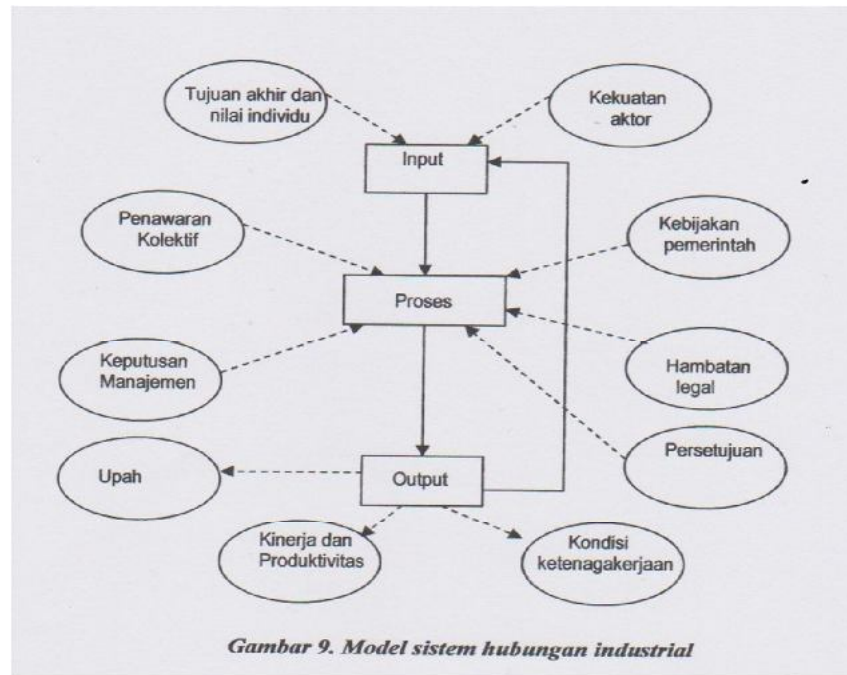 Tujuan akhir dan
nilai individu
Kekuatan
aktor
Input
Penawaran
Kolektif
Kebijakan
pemerintah
Proses
Keputusan
Manajemen
Hambatan
legal
Persetujuan
Upah
Output
Kinerja dan
Produktivitas
Kondisi
ketenagakerjaan
Gambar 9. Model sistem hubungan industrial